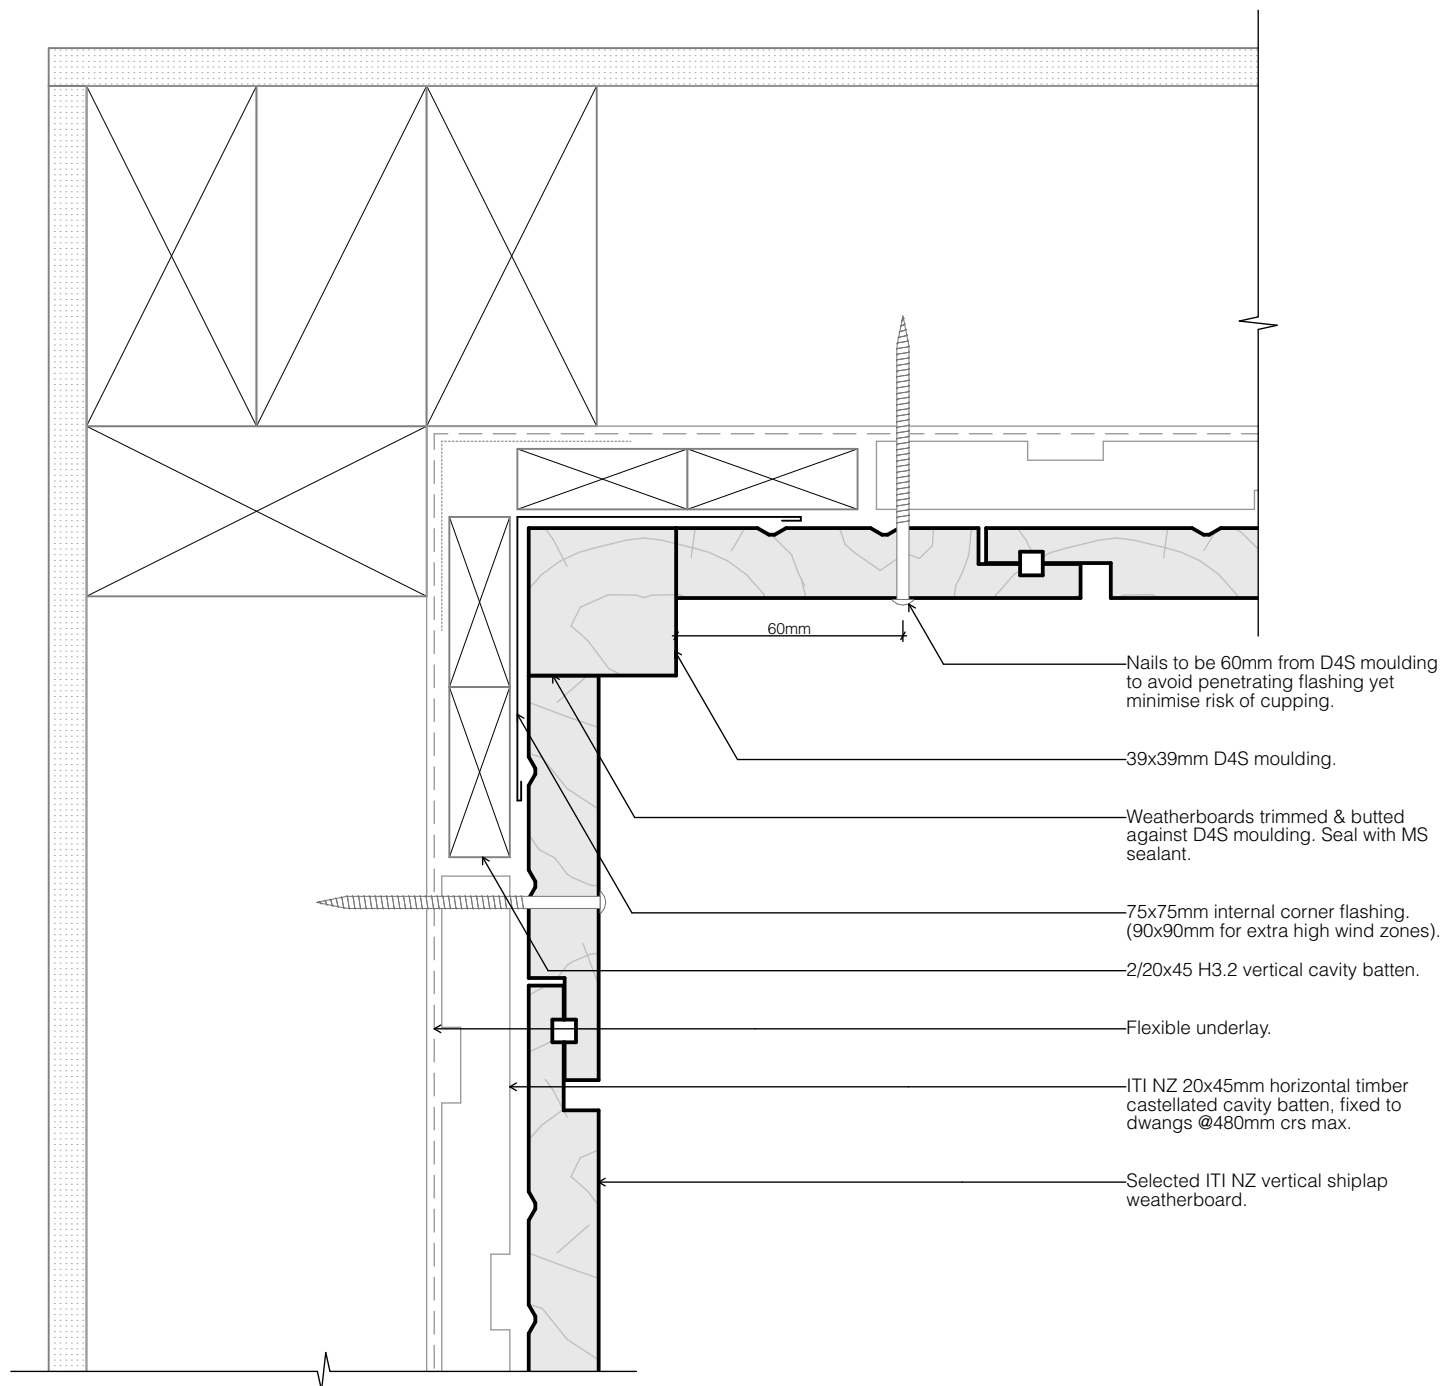 60mm
Nails to be 60mm from D4S moulding
to avoid penetrating flashing yet
minimise risk of cupping.
39x39mm D4S moulding.
Weatherboards trimmed & butted
against D4S moulding. Seal with MS
sealant.
75x75mm internal corner flashing.
(90x90mm for extra high wind zones).
2/20x45 H3.2 vertical cavity batten.
Flexible underlay.
ITI NZ 20x45mm horizontal timber
castellated cavity batten, fixed to
dwangs @480mm crs max.
Selected ITI NZ vertical shiplap
weatherboard.